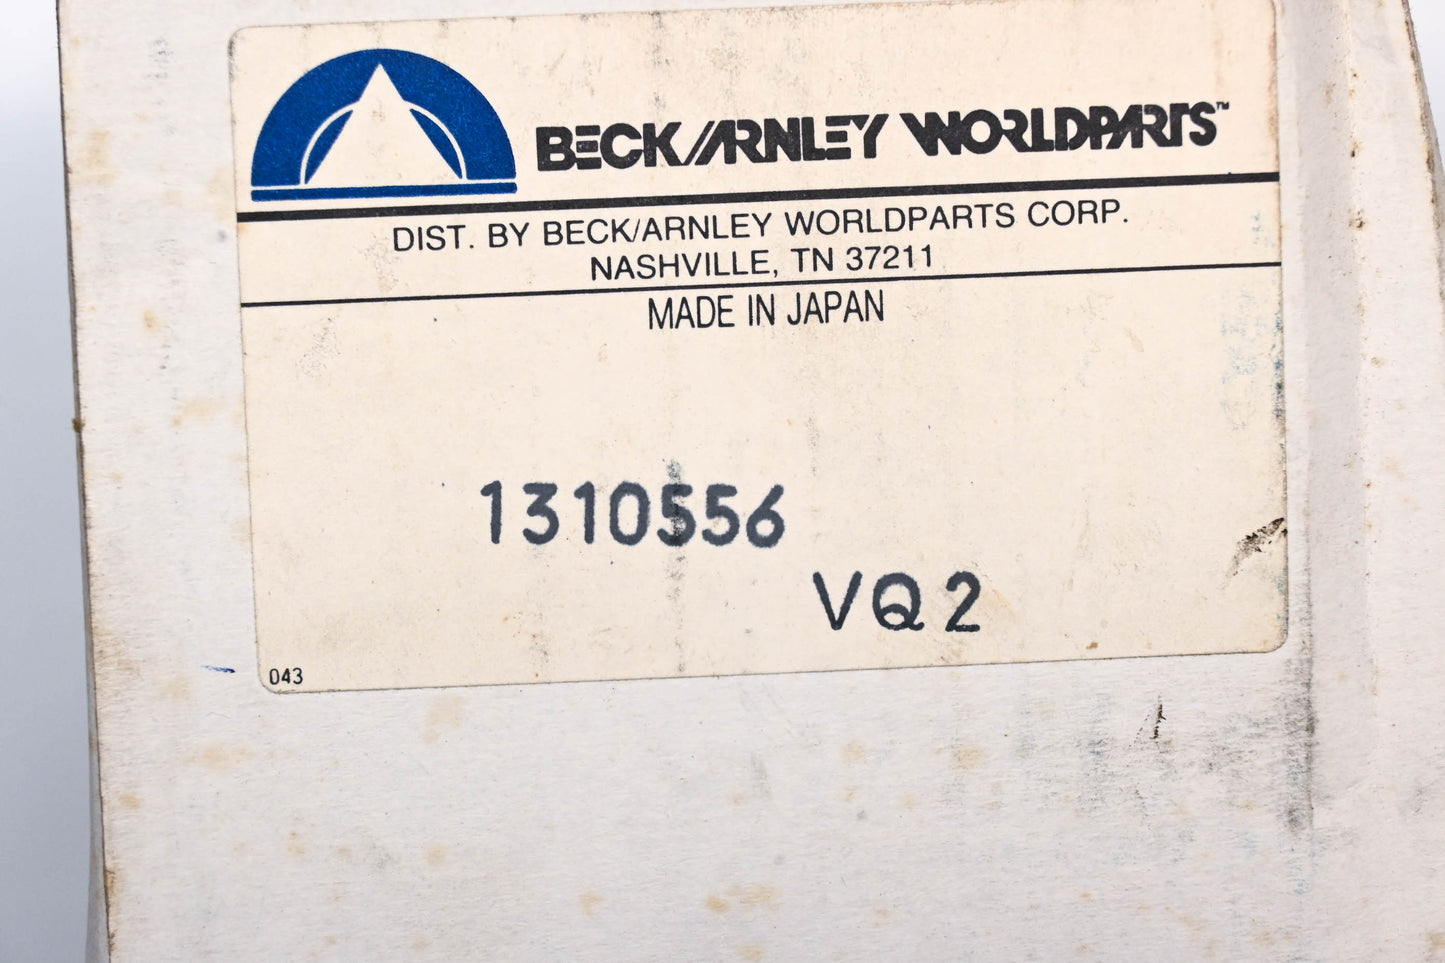 BECK/ARNLEY WORLDPARTS™
DIST. BY BECK/ARNLEY WORLDPARTS CORP.
NASHVILLE, TN 37211
MADE IN JAPAN
1310556
VQ2
043